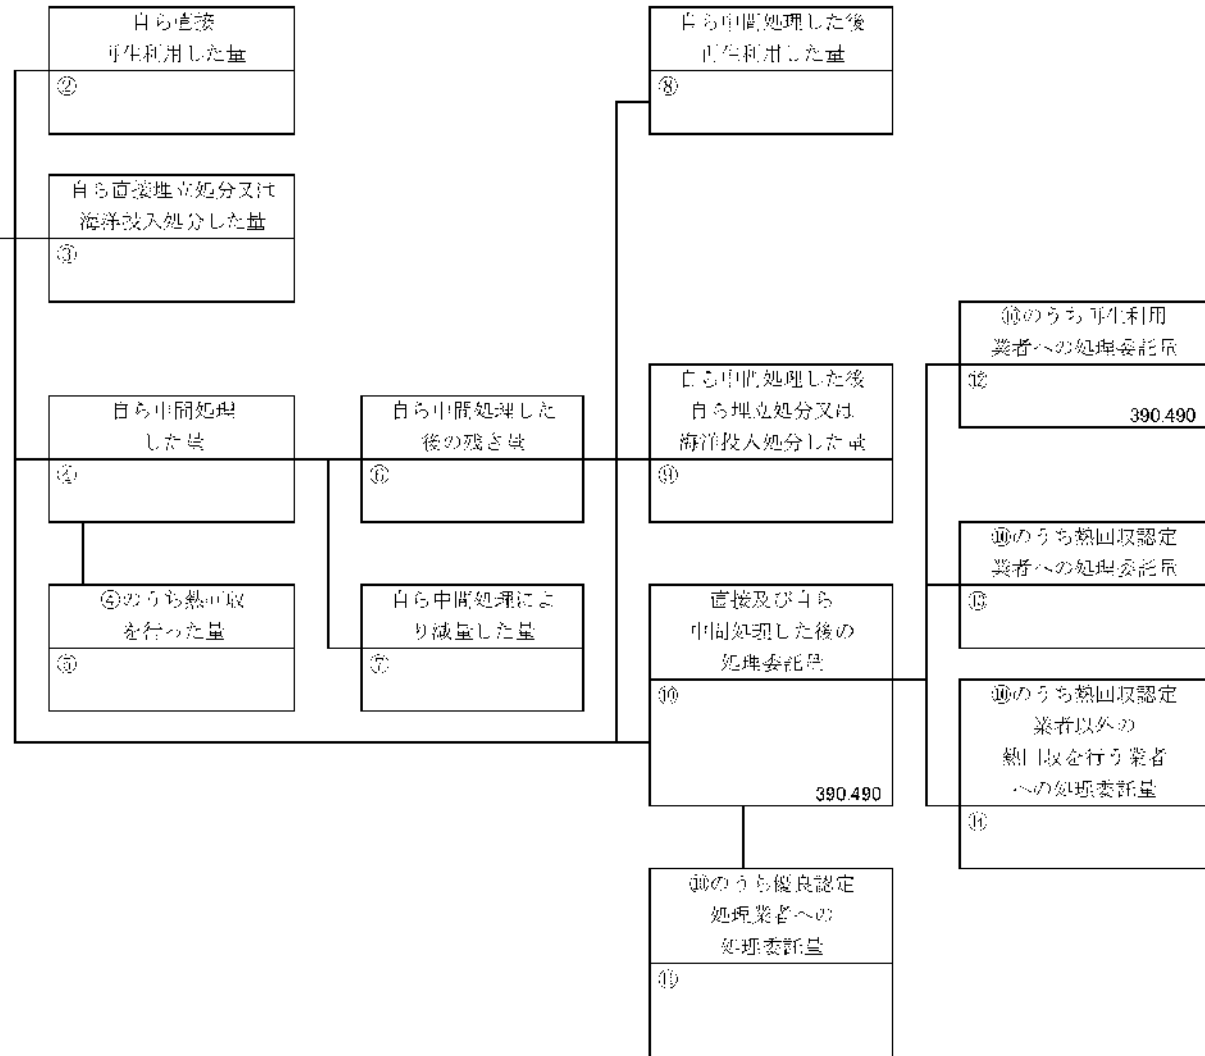 自ら直接
再生利用した量
②
自ら中間処理した後
再生利用した量
⑧
自ら直接埋立処分又は
海洋投入処分した量
③
⑩のうち再生利用
業者への処理委託量
⑫
390.490
自ら中間処理
した量
④
自ら中間処理した
後の残さ量
⑥
自ら中間処理した後
自ら埋立処分又は
海洋投入処分した量
⑨
⑩のうち熱回収認定
業者への処理委託量
⑬
④のうち熱回収
を行った量
⑤
自ら中間処理によ
り減量した量
⑦
直接及び自ら
中間処理した後の
処理委託量
⑩
390.490
⑩のうち熱回収認定
業者以外の
熱回収を行う業者
への処理委託量
⑭
⑩のうち優良認定
処理業者への
処理委託量
⑪